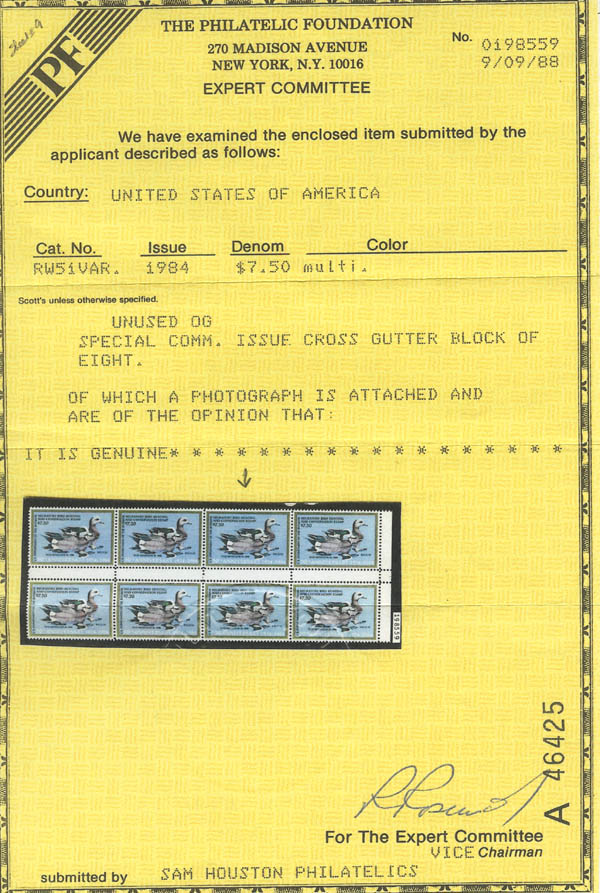 Sheet 9
PF
THE PHILATELIC FOUNDATION
270 MADISON AVENUE
NEW YORK, N.Y. 10016
EXPERT COMMITTEE
No. 0198559
9/09/88
We have examined the enclosed item submitted by the
applicant described as follows:
Country: UNITED STATES OF AMERICA
Cat. No. Issue Denom Color
RW51VAR. 1984 $7.50 multi.
Scott's unless otherwise specified.
UNUSED OG
SPECIAL COMM. ISSUE CROSS GUTTER BLOCK OF
EIGHT.
OF WHICH A PHOTOGRAPH IS ATTACHED AND
ARE OF THE OPINION THAT:
IT IS GENUINE* * * * * * * * * * * * * * * * * *
198559
A 46425
For The Expert Committee
VICE Chairman
submitted by SAM HOUSTON PHILATELICS